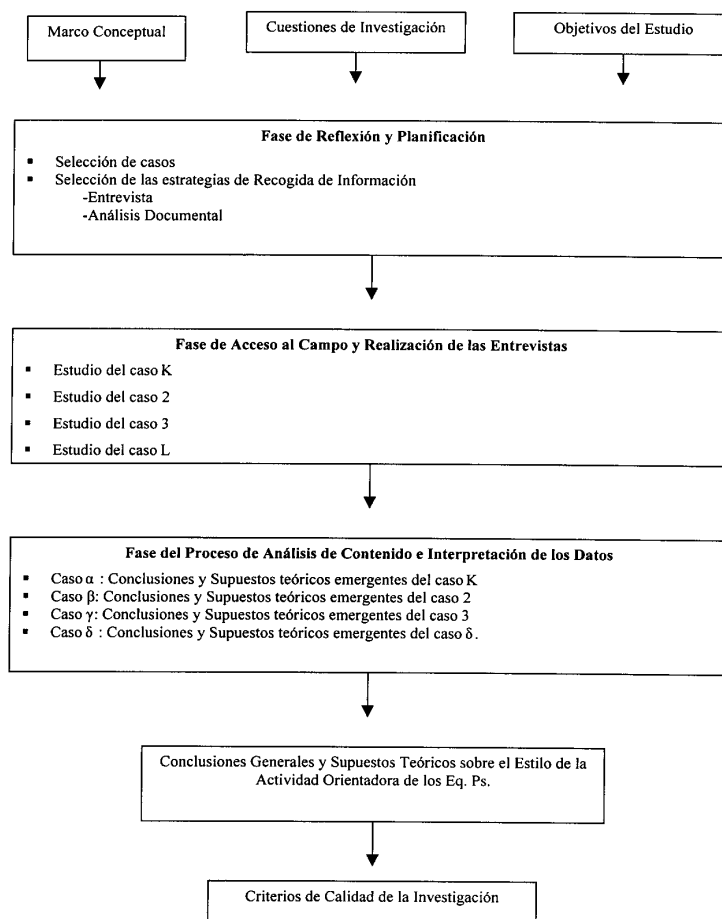 Marco Conceptual
Cuestiones de Investigación
Objetivos del Estudio
Fase de Reflexión y Planificación
▪ Selección de casos
▪ Selección de las estrategias de Recogida de Información
-Entrevista
-Análisis Documental
Fase de Acceso al Campo y Realización de las Entrevistas
▪ Estudio del caso K
▪ Estudio del caso 2
▪ Estudio del caso 3
▪ Estudio del caso L
Fase del Proceso de Análisis de Contenido e Interpretación de los Datos
▪ Caso α : Conclusiones y Supuestos teóricos emergentes del caso K
▪ Caso β: Conclusiones y Supuestos teóricos emergentes del caso 2
▪ Caso γ: Conclusiones y Supuestos teóricos emergentes del caso 3
▪ Caso δ : Conclusiones y Supuestos teóricos emergentes del caso δ.
Conclusiones Generales y Supuestos Teóricos sobre el Estilo de la
Actividad Orientadora de los Eq. Ps.
Criterios de Calidad de la Investigación